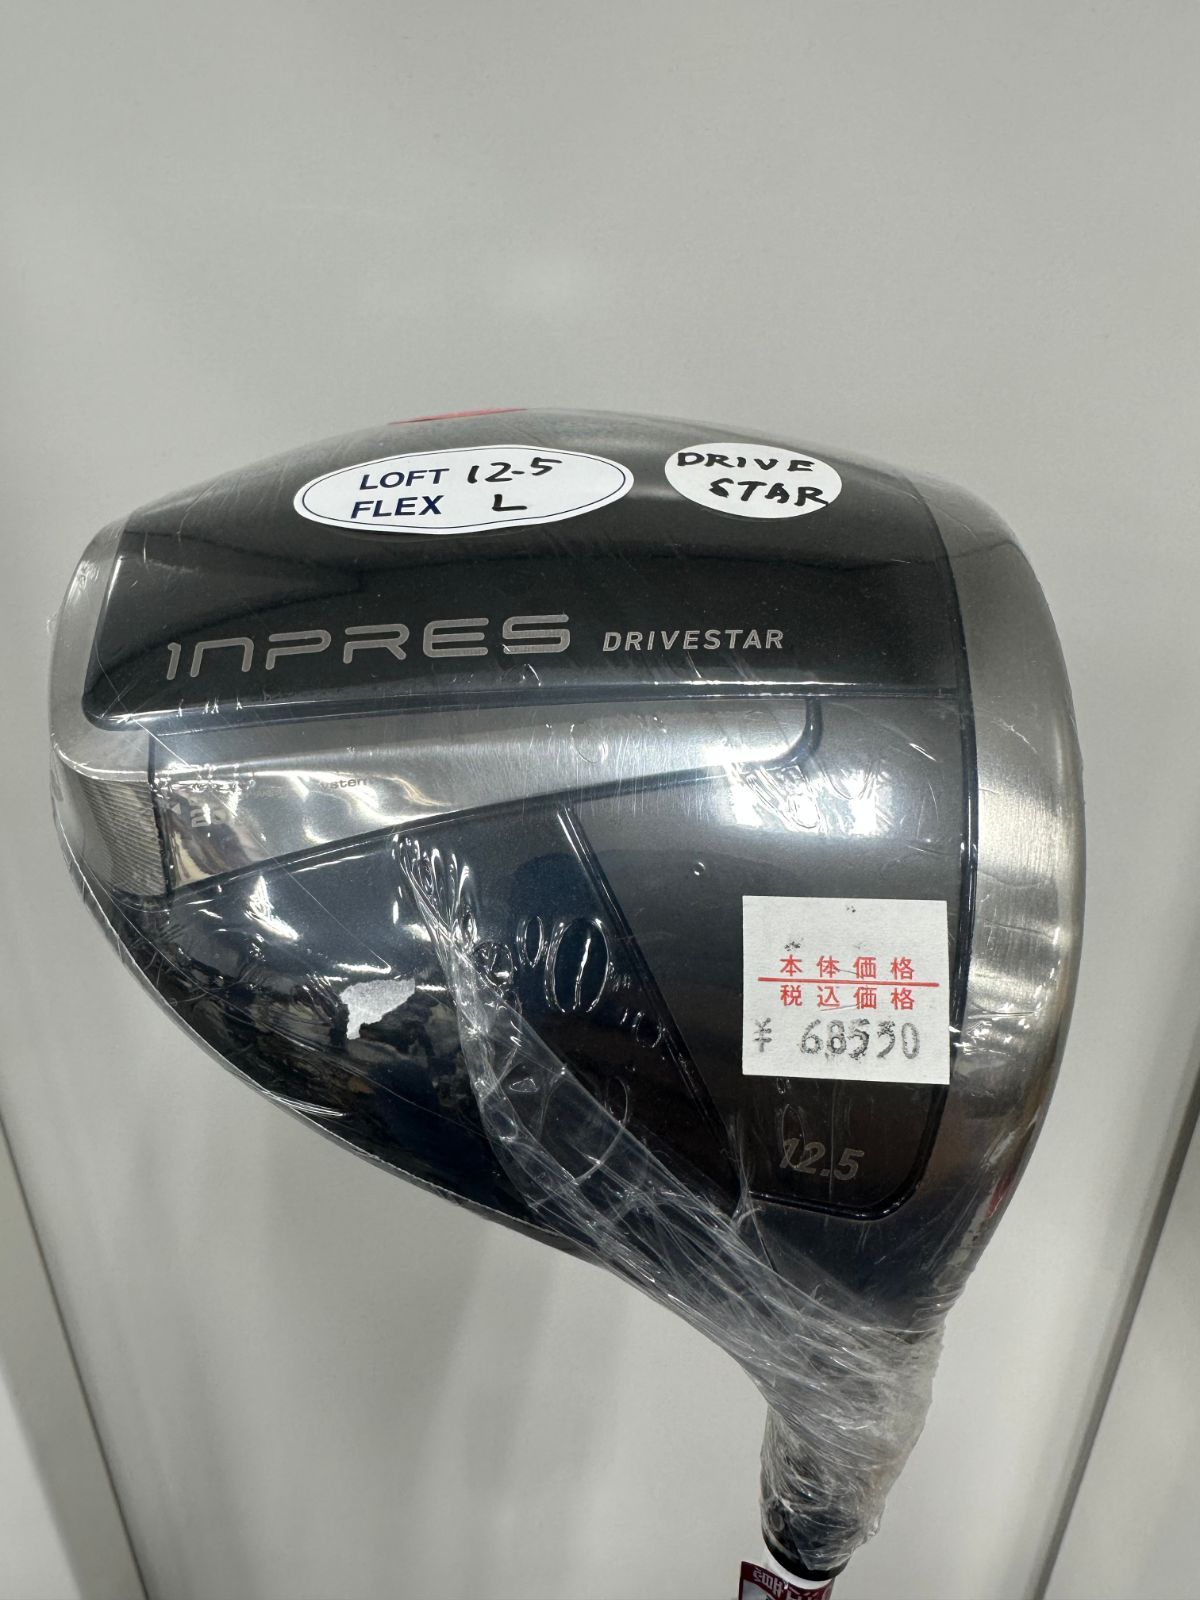 LOFT 12-5
FLEX L
DRIVE
STAR
INPRES DRIVESTAR
ystem
本体価格
税込価格
¥ 68530
12.5